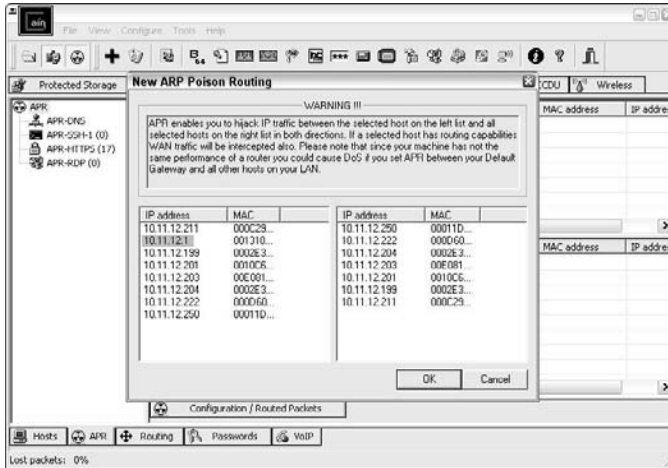 ain
File View Configure Tools Help
Protected Storage
CCDU
Wireless
New ARP Poison Routing
WARNING !!!
APR enables you to hijack IP traffic between the selected host on the left list and all
selected hosts on the right list in both directions. If a selected host has routing capabilities
WAN traffic will be intercepted also. Please note that since your machine has not the
same performance of a router you could cause DoS if you set APR between your Default
Gateway and all other hosts on your LAN.
APR
APR-DNS
APR-SSH-1 (0)
APR-HTTPS (17)
APR-RDP (0)
IP address MAC
10.11.12.211 000C29...
10.11.12.1 001310...
10.11.12.199 0002E3...
10.11.12.201 0010C6...
10.11.12.203 00E081...
10.11.12.204 0002E3...
10.11.12.222 000D60...
10.11.12.250 00011D...
IP address MAC
10.11.12.250 00011D...
10.11.12.222 000D60...
10.11.12.204 0002E3...
10.11.12.203 00E081...
10.11.12.201 0010C6...
10.11.12.199 0002E3...
10.11.12.211 000C29...
OK Cancel
MAC address IP addre
MAC address IP addre
Configuration / Routed Packets
Hosts APR Routing Passwords VoIP
Lost packets: 0%